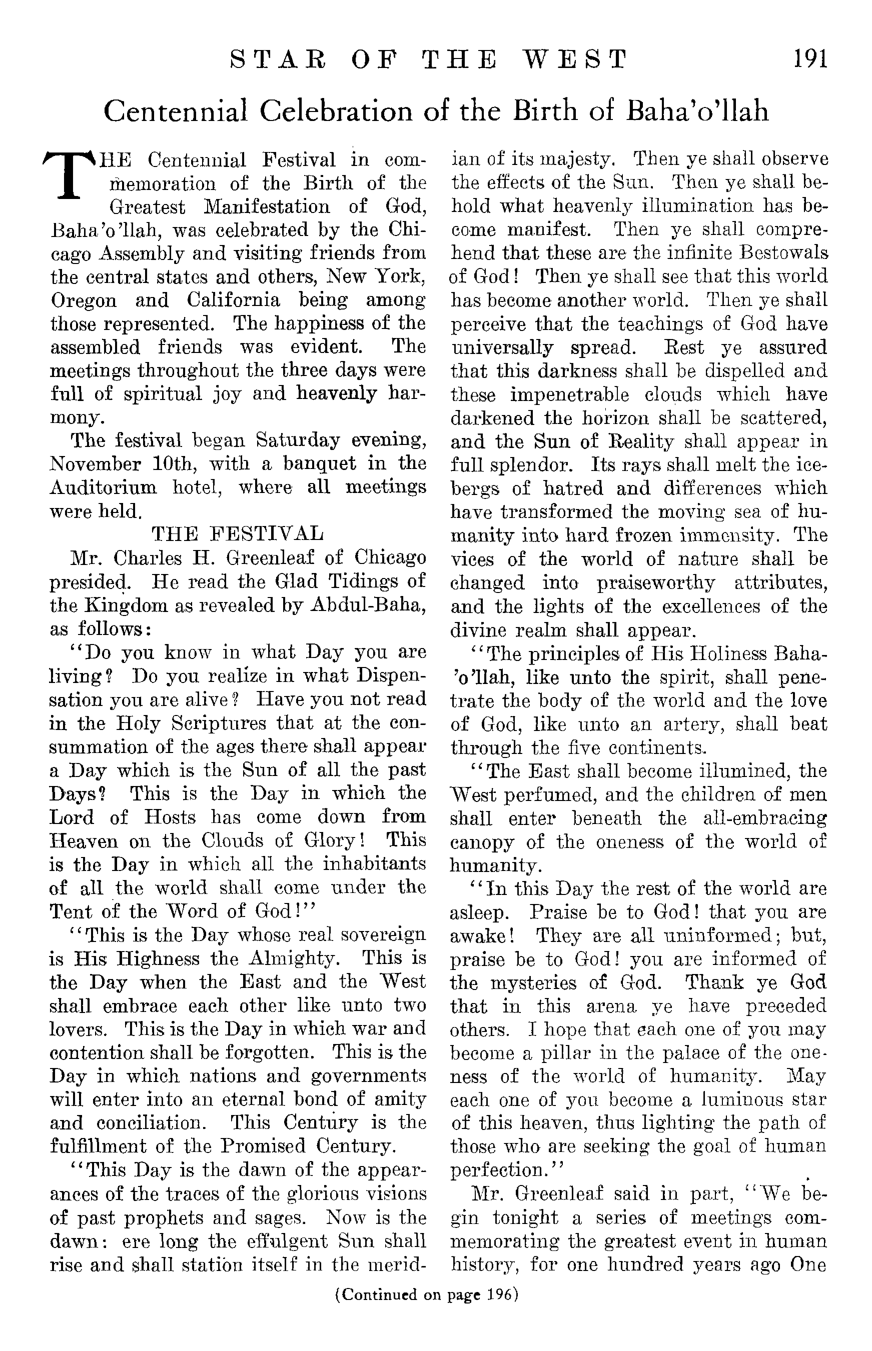 STAR OF THE WEST 191
Centennial Celebration of the Birth of Baha'o'llah
THE Centennial Festival in com-
memoration of the Birth of the
Greatest Manifestation of God,
Baha'o'llah, was celebrated by the Chi-
cago Assembly and visiting friends from
the central states and others, New York,
Oregon and California being among
those represented. The happiness of the
assembled friends was evident. The
meetings throughout the three days were
full of spiritual joy and heavenly har-
mony.
The festival began Saturday evening,
November 10th, with a banquet in the
Auditorium hotel, where all meetings
were held.
THE FESTIVAL
Mr. Charles H. Greenleaf of Chicago
presided. He read the Glad Tidings of
the Kingdom as revealed by Abdul-Baha,
as follows:
"Do you know in what Day you are
living? Do you realize in what Dispen-
sation you are alive? Have you not read
in the Holy Scriptures that at the con-
summation of the ages there shall appear
a Day which is the Sun of all the past
Days? This is the Day in which the
Lord of Hosts has come down from
Heaven on the Clouds of Glory! This
is the Day in which all the inhabitants
of all the world shall come under the
Tent of the Word of God!"
"This is the Day whose real sovereign
is His Highness the Almighty. This is
the Day when the East and the West
shall embrace each other like unto two
lovers. This is the Day in which war and
contention shall be forgotten. This is the
Day in which nations and governments
will enter into an eternal bond of amity
and conciliation. This Century is the
fulfillment of the Promised Century.
"This Day is the dawn of the appear-
ances of the traces of the glorious visions
of past prophets and sages. Now is the
dawn: ere long the effulgent Sun shall
rise and shall station itself in the merid-
ian of its majesty. Then ye shall observe
the effects of the Sun. Then ye shall be-
hold what heavenly illumination has be-
come manifest. Then ye shall compre-
hend that these are the infinite Bestowals
of God! Then ye shall see that this world
has become another world. Then ye shall
perceive that the teachings of God have
universally spread. Rest ye assured
that this darkness shall be dispelled and
these impenetrable clouds which have
darkened the horizon shall be scattered,
and the Sun of Reality shall appear in
full splendor. Its rays shall melt the ice-
bergs of hatred and differences which
have transformed the moving sea of hu-
manity into hard frozen immensity. The
vices of the world of nature shall be
changed into praiseworthy attributes,
and the lights of the excellences of the
divine realm shall appear.
"The principles of His Holiness Baha-
'o'llah, like unto the spirit, shall pene-
trate the body of the world and the love
of God, like unto an artery, shall beat
through the five continents.
"The East shall become illumined, the
West perfumed, and the children of men
shall enter beneath the all-embracing
canopy of the oneness of the world of
humanity.
"In this Day the rest of the world are
asleep. Praise be to God! that you are
awake! They are all uninformed; but,
praise be to God! you are informed of
the mysteries of God. Thank ye God
that in this arena ye have preceded
others. I hope that each one of you may
become a pillar in the palace of the one-
ness of the world of humanity. May
each one of you become a luminous star
of this heaven, thus lighting the path of
those who are seeking the goal of human
perfection."
Mr. Greenleaf said in part, "We be-
gin tonight a series of meetings com-
memorating the greatest event in human
history, for one hundred years ago One
(Continued on page 196)